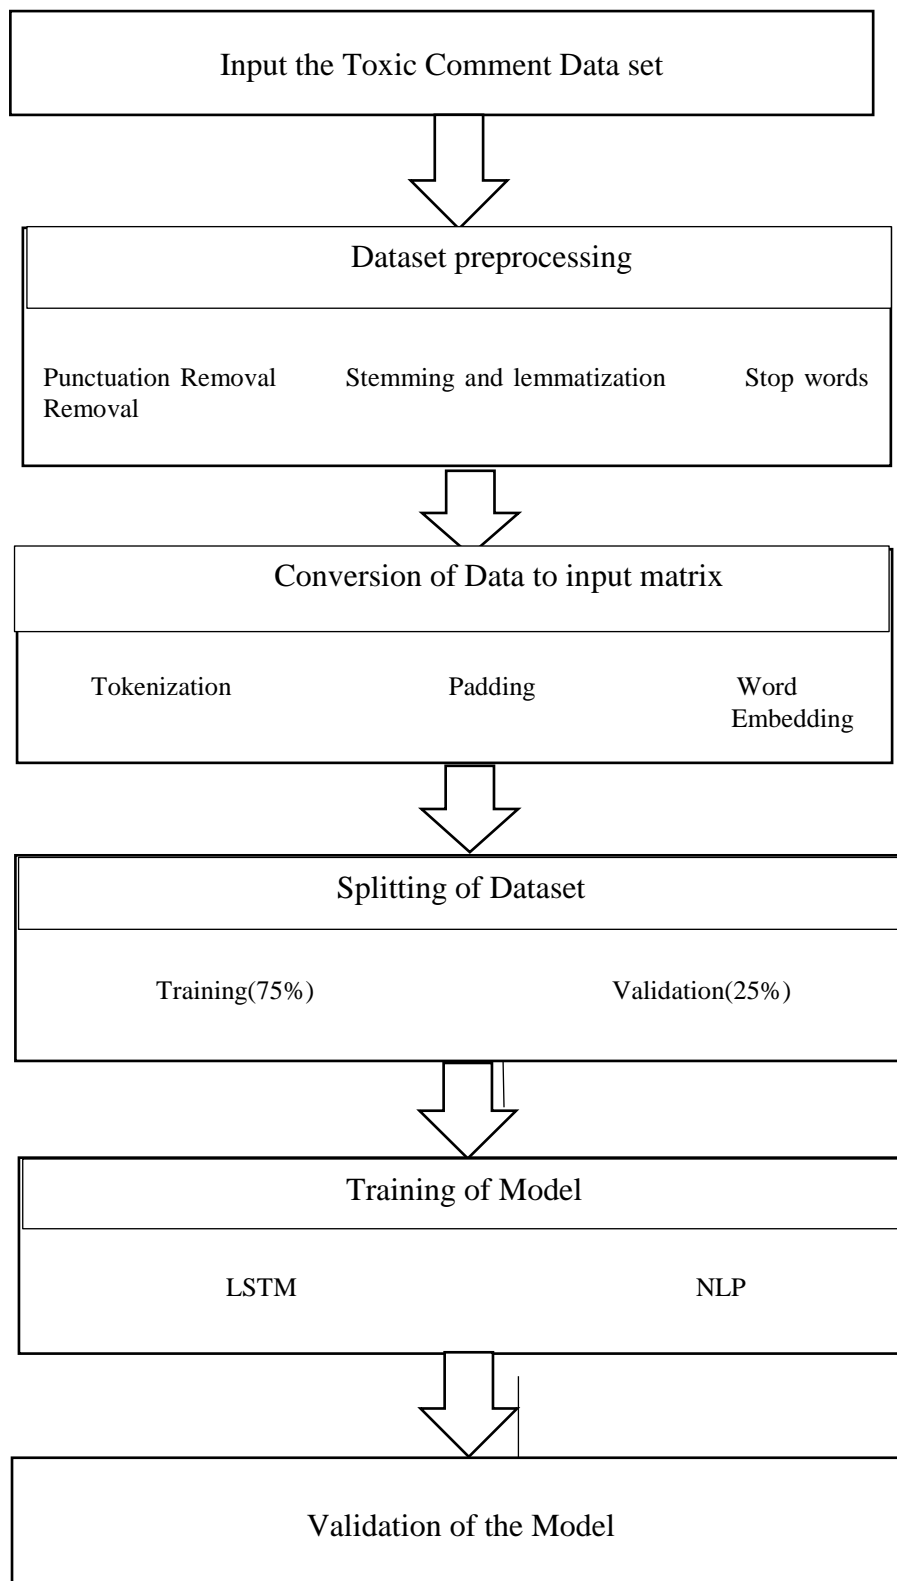 Input the Toxic Comment Data set
Dataset preprocessing
Punctuation Removal Stemming and lemmatization Stop words
Removal
Conversion of Data to input matrix
Tokenization Padding Word
Embedding
Splitting of Dataset
Training(75%) Validation(25%)
Training of Model
LSTM NLP
Validation of the Model